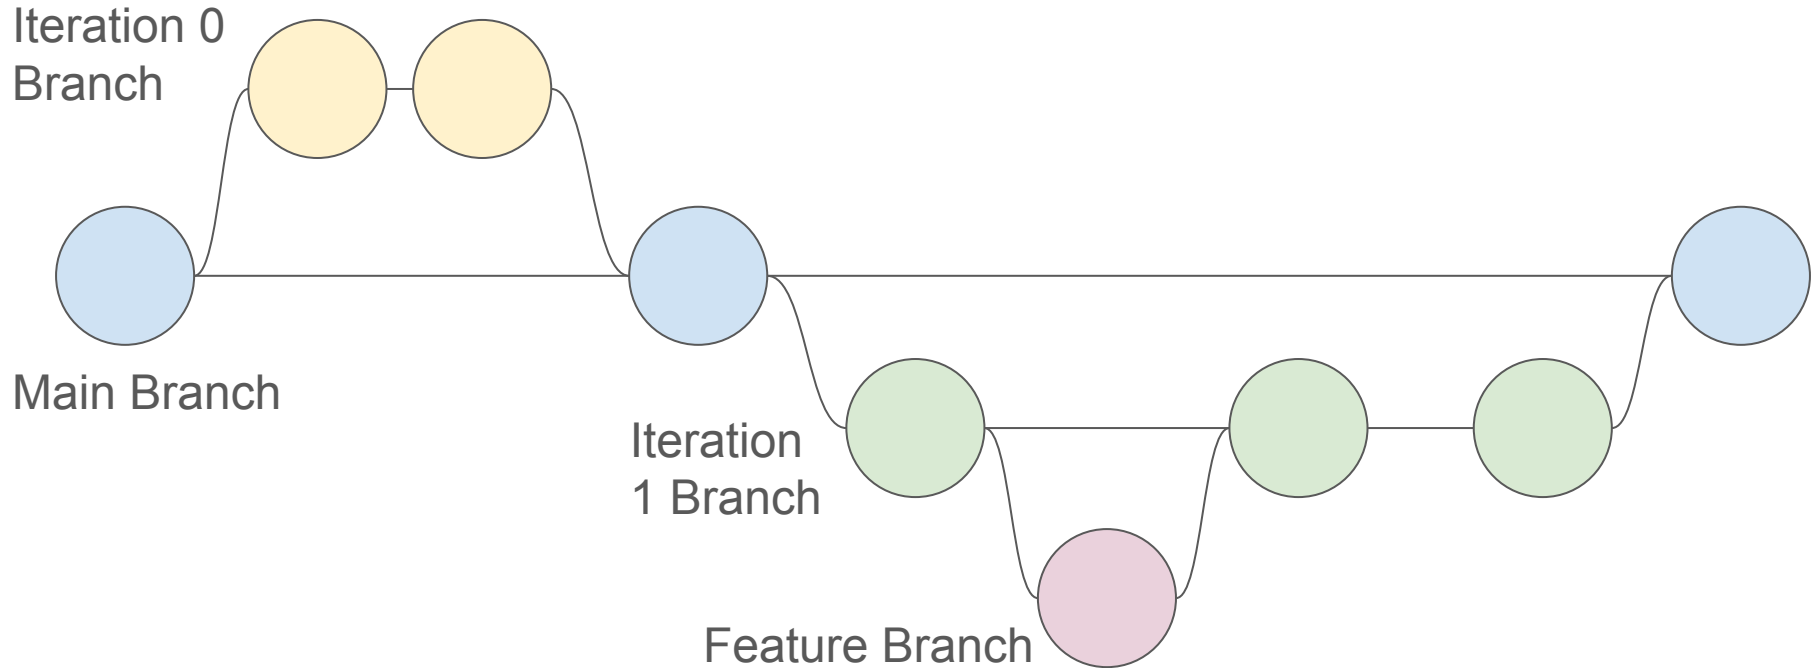 Iteration 0
Branch
Main Branch
Iteration
1 Branch
Feature Branch